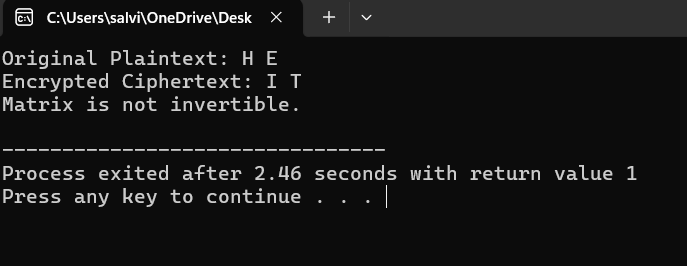 C:\Users\salvi\OneDrive\Desk
Original Plaintext: H E
Encrypted Ciphertext: I T
Matrix is not invertible.
--------------------------------
Process exited after 2.46 seconds with return value 1
Press any key to continue . . .